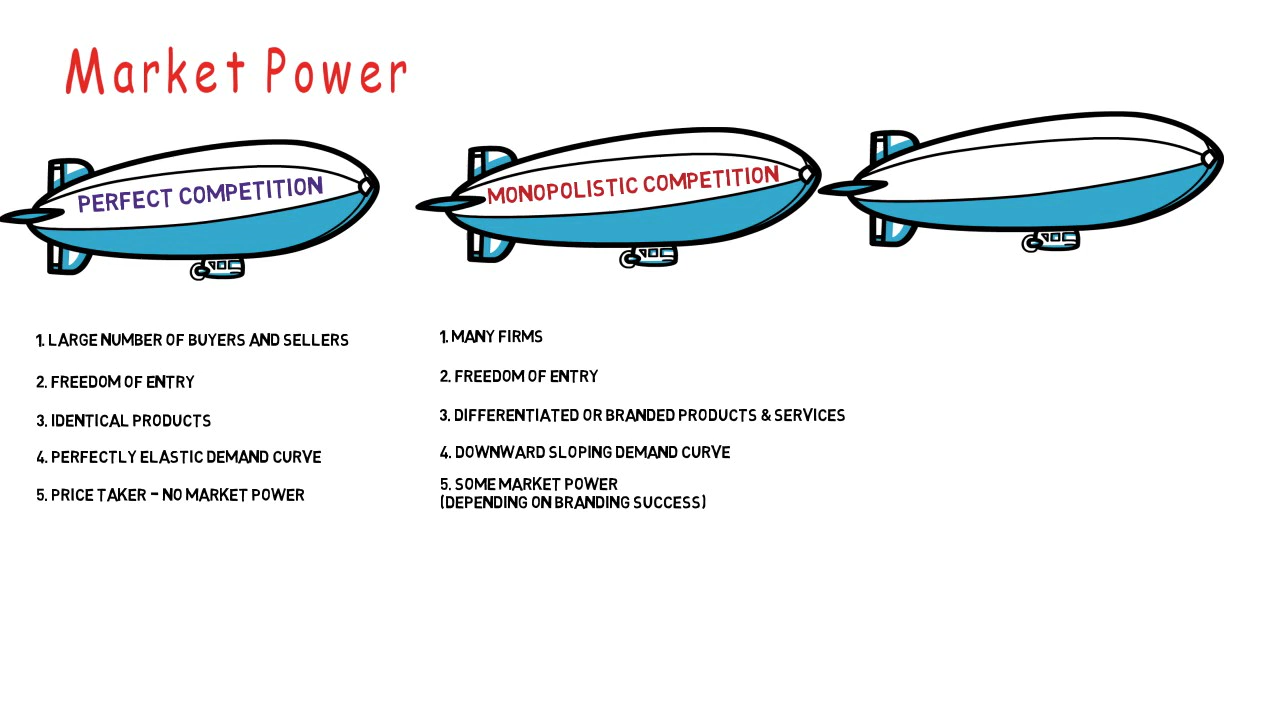 Market Power
PERFECT COMPETITION
MONOPOLISTIC COMPETITION
1. LARGE NUMBER OF BUYERS AND SELLERS
2. FREEDOM OF ENTRY
3. IDENTICAL PRODUCTS
4. PERFECTLY ELASTIC DEMAND CURVE
5. PRICE TAKER - NO MARKET POWER
1. MANY FIRMS
2. FREEDOM OF ENTRY
3. DIFFERENTIATED OR BRANDED PRODUCTS & SERVICES
4. DOWNWARD SLOPING DEMAND CURVE
5. SOME MARKET POWER
(DEPENDING ON BRANDING SUCCESS)